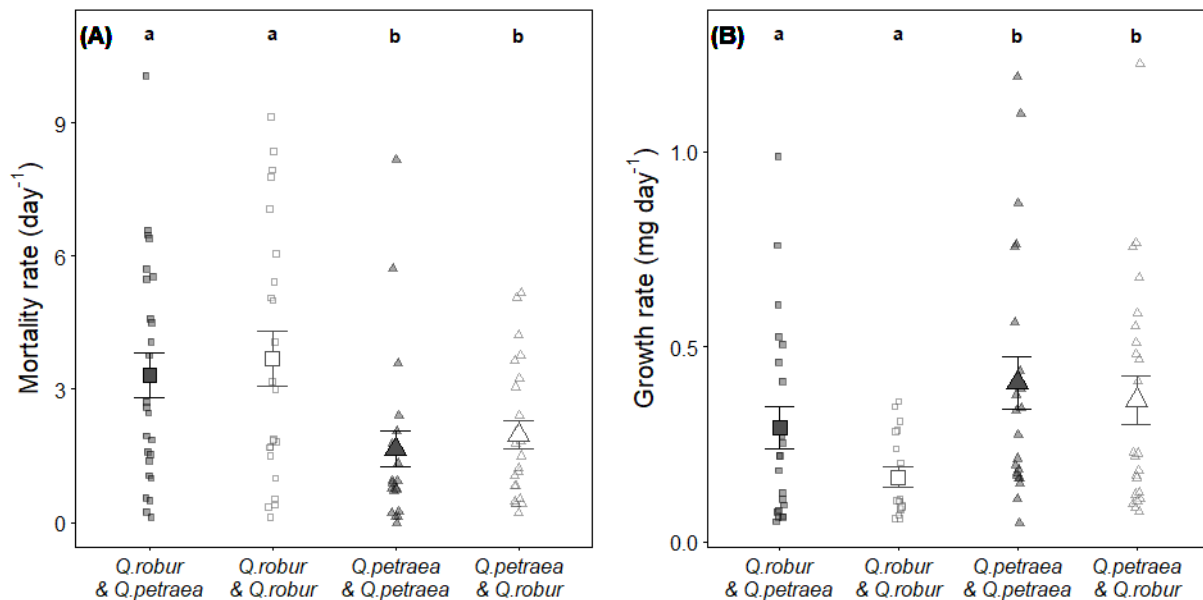 (A)
a a b b
Mortality rate (day⁻¹)
9
6
3
0
Q.robur
& Q.petraea
Q.robur
& Q.robur
Q.petraea
& Q.petraea
Q.petraea
& Q.robur
(B)
a a b b
Growth rate (mg day⁻¹)
1.0
0.5
0.0
Q.robur
& Q.petraea
Q.robur
& Q.robur
Q.petraea
& Q.petraea
Q.petraea
& Q.robur